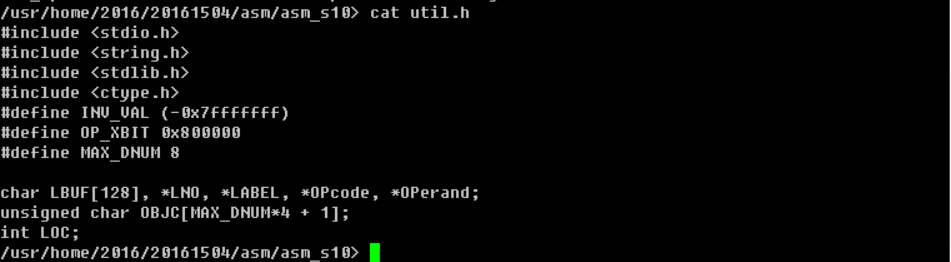 /usr/home/2016/20161504/asm/asm_s10> cat util.h
#include <stdio.h>
#include <string.h>
#include <stdlib.h>
#include <ctype.h>
#define INV_VAL (-0x7fffffff)
#define OP_XBIT 0x800000
#define MAX_DNUM 8
char LBUF[128], *LNO, *LABEL, *OPcode, *OPerand;
unsigned char OBJC[MAX_DNUM*4 + 1];
int LOC;
/usr/home/2016/20161504/asm/asm_s10>